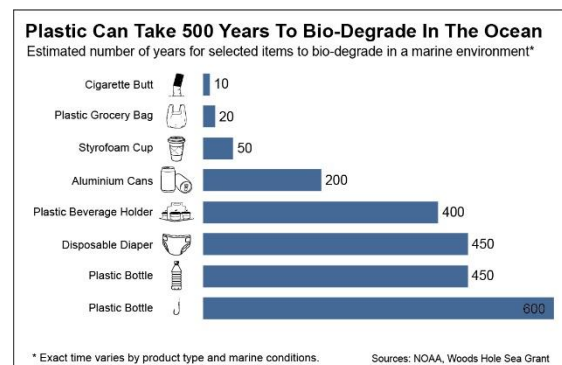 Plastic Can Take 500 Years To Bio-Degrade In The Ocean
Estimated number of years for selected items to bio-degrade in a marine environment*
Cigarette Butt 10
Plastic Grocery Bag 20
Styrofoam Cup 50
Aluminium Cans 200
Plastic Beverage Holder 400
Disposable Diaper 450
Plastic Bottle 450
Plastic Bottle 600
* Exact time varies by product type and marine conditions. Sources: NOAA, Woods Hole Sea Grant